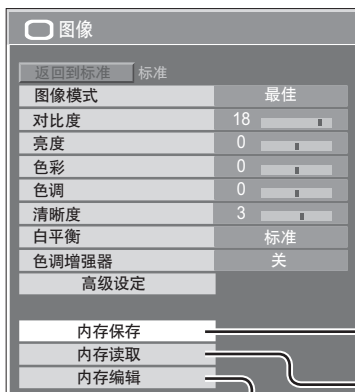 图像
返回到标准 标准
图像模式 最佳
对比度 18
亮度 0
色彩 0
色调 0
清晰度 3
白平衡 标准
色调增强器 关
高级设定
内存保存
内存读取
内存编辑